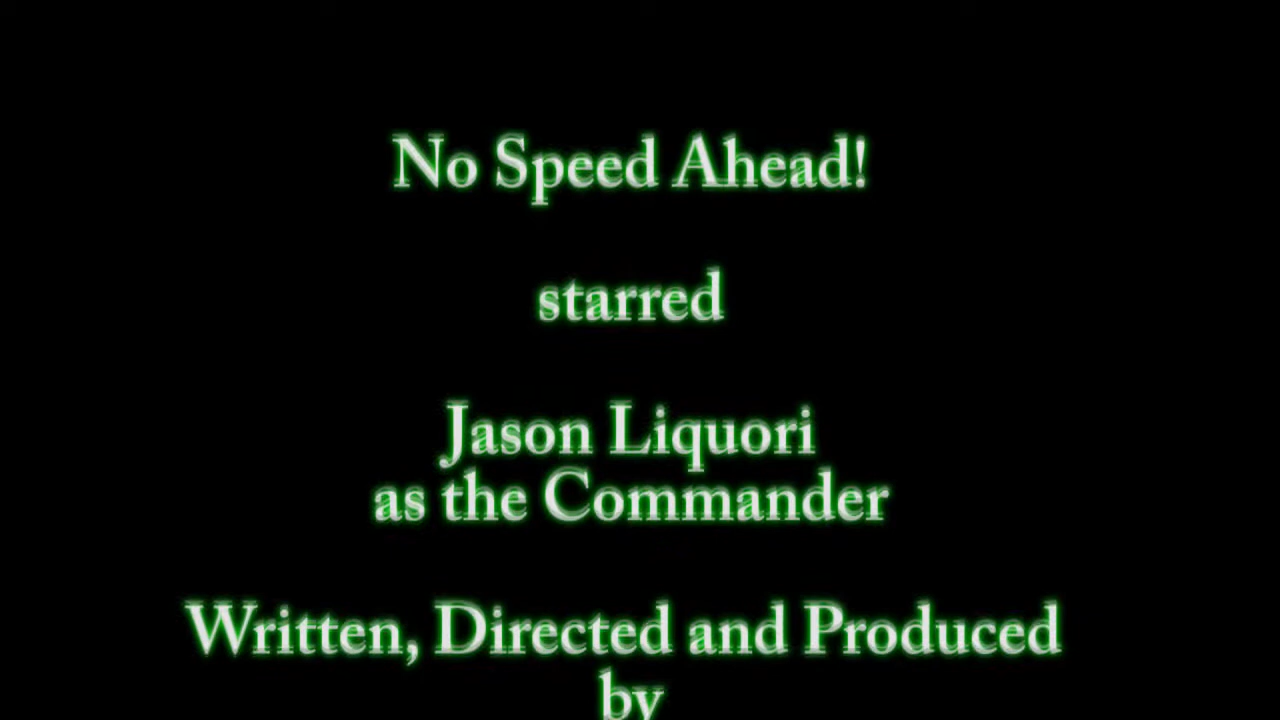 No Speed Ahead!
starred
Jason Liquori
as the Commander
Written, Directed and Produced
by